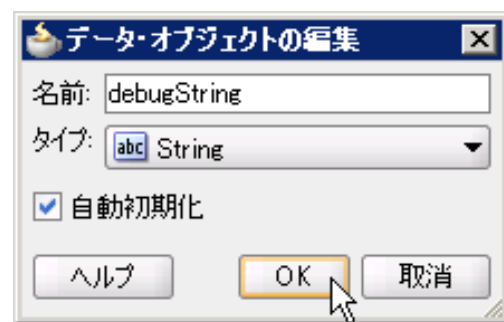 データ・オブジェクトの編集
名前: debugString
タイプ: abc String
自動初期化
ヘルプ OK 取消